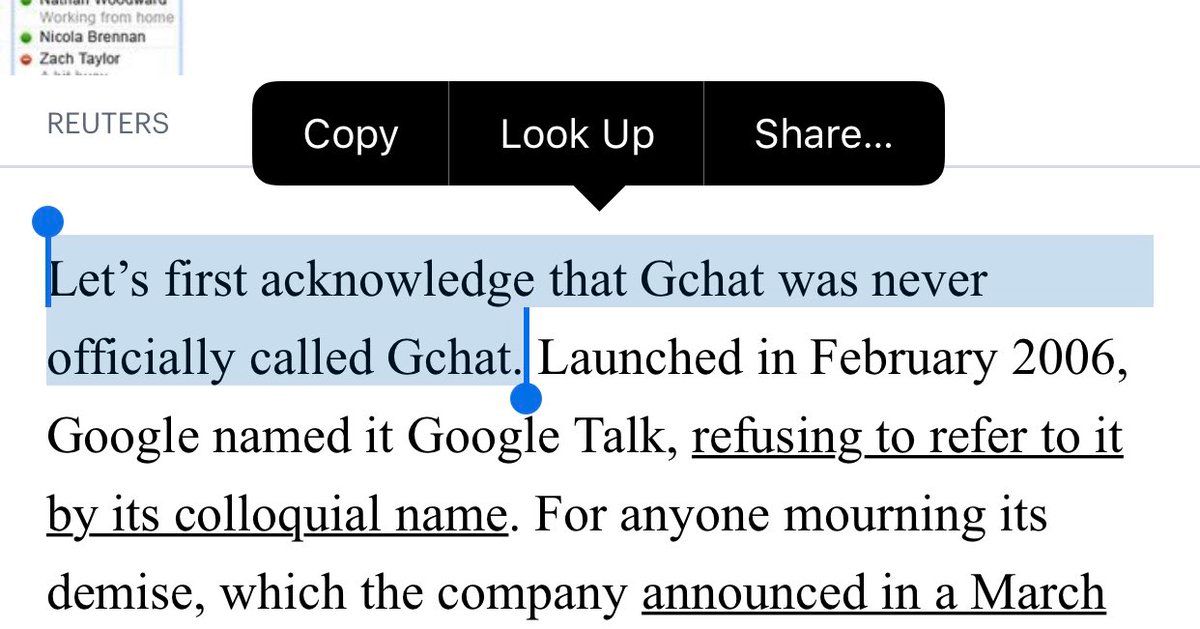 Nathan Woodward
Working from home
Nicola Brennan
Zach Taylor
REUTERS
Copy
Look Up
Share...
Let’s first acknowledge that Gchat was never
officially called Gchat. Launched in February 2006,
Google named it Google Talk, refusing to refer to it
by its colloquial name. For anyone mourning its
demise, which the company announced in a March